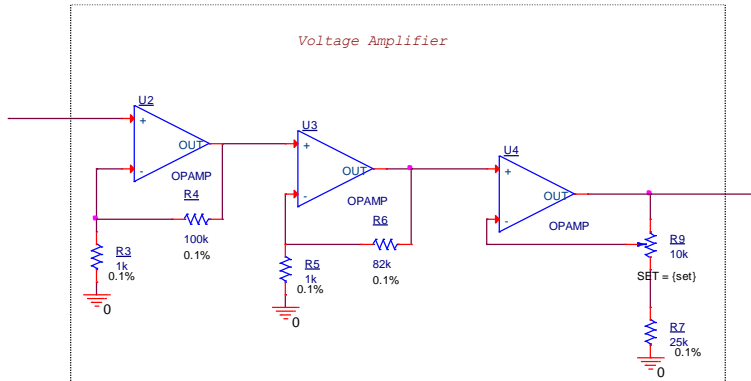 Voltage Amplifier
U2
+
OUT
-
OPAMP
R4
100k
0.1%
R3
1k
0.1%
0
U3
+
OUT
-
OPAMP
R6
82k
0.1%
R5
1k
0.1%
0
U4
+
OUT
-
OPAMP
R9
10k
SET = {set}
R7
25k
0.1%
0